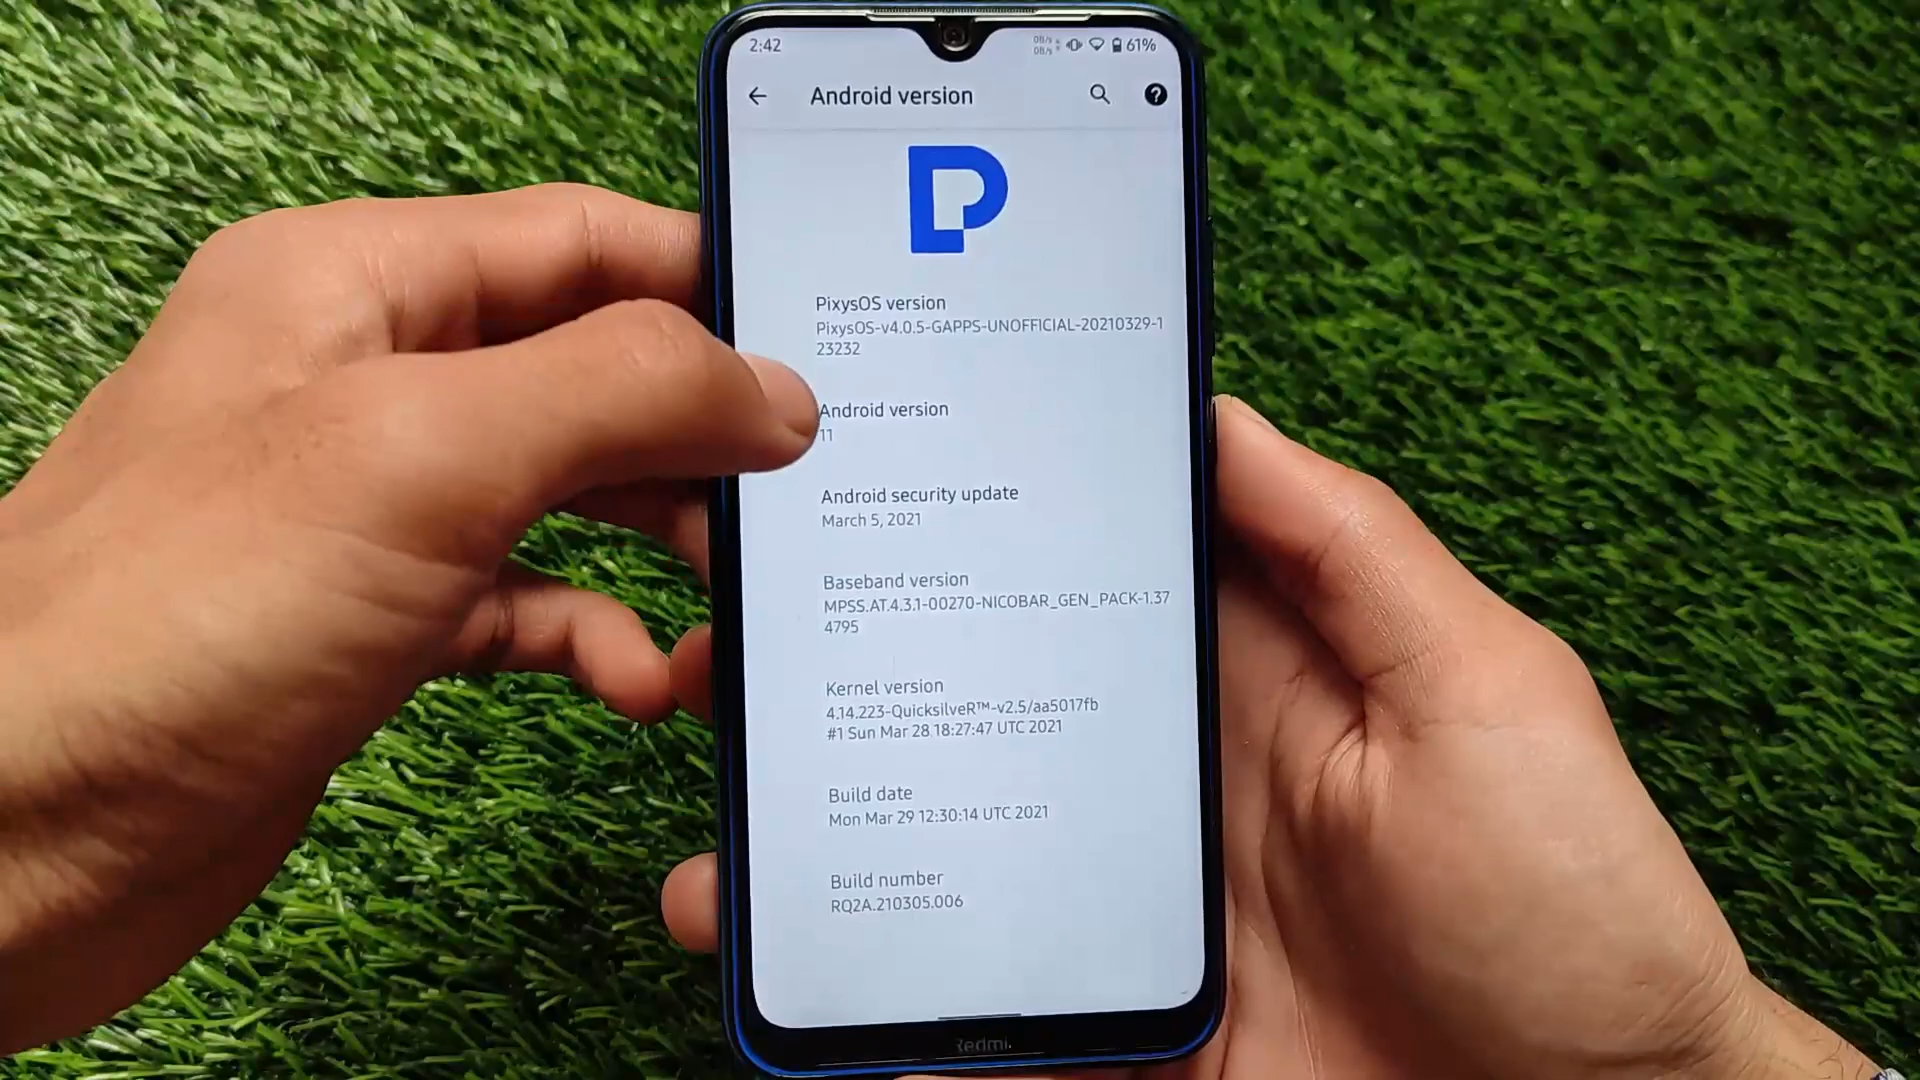 2:42
0B/s
0B/s
61%
Android version
PixysOS version
PixysOS-v4.0.5-GAPPS-UNOFFICIAL-20210329-1
23232
Android version
11
Android security update
March 5, 2021
Baseband version
MPSS.AT.4.3.1-00270-NICOBAR_GEN_PACK-1.37
4795
Kernel version
4.14.223-QuicksilveR™-v2.5/aa5017fb
#1 Sun Mar 28 18:27:47 UTC 2021
Build date
Mon Mar 29 12:30:14 UTC 2021
Build number
RQ2A.210305.006
Redmi